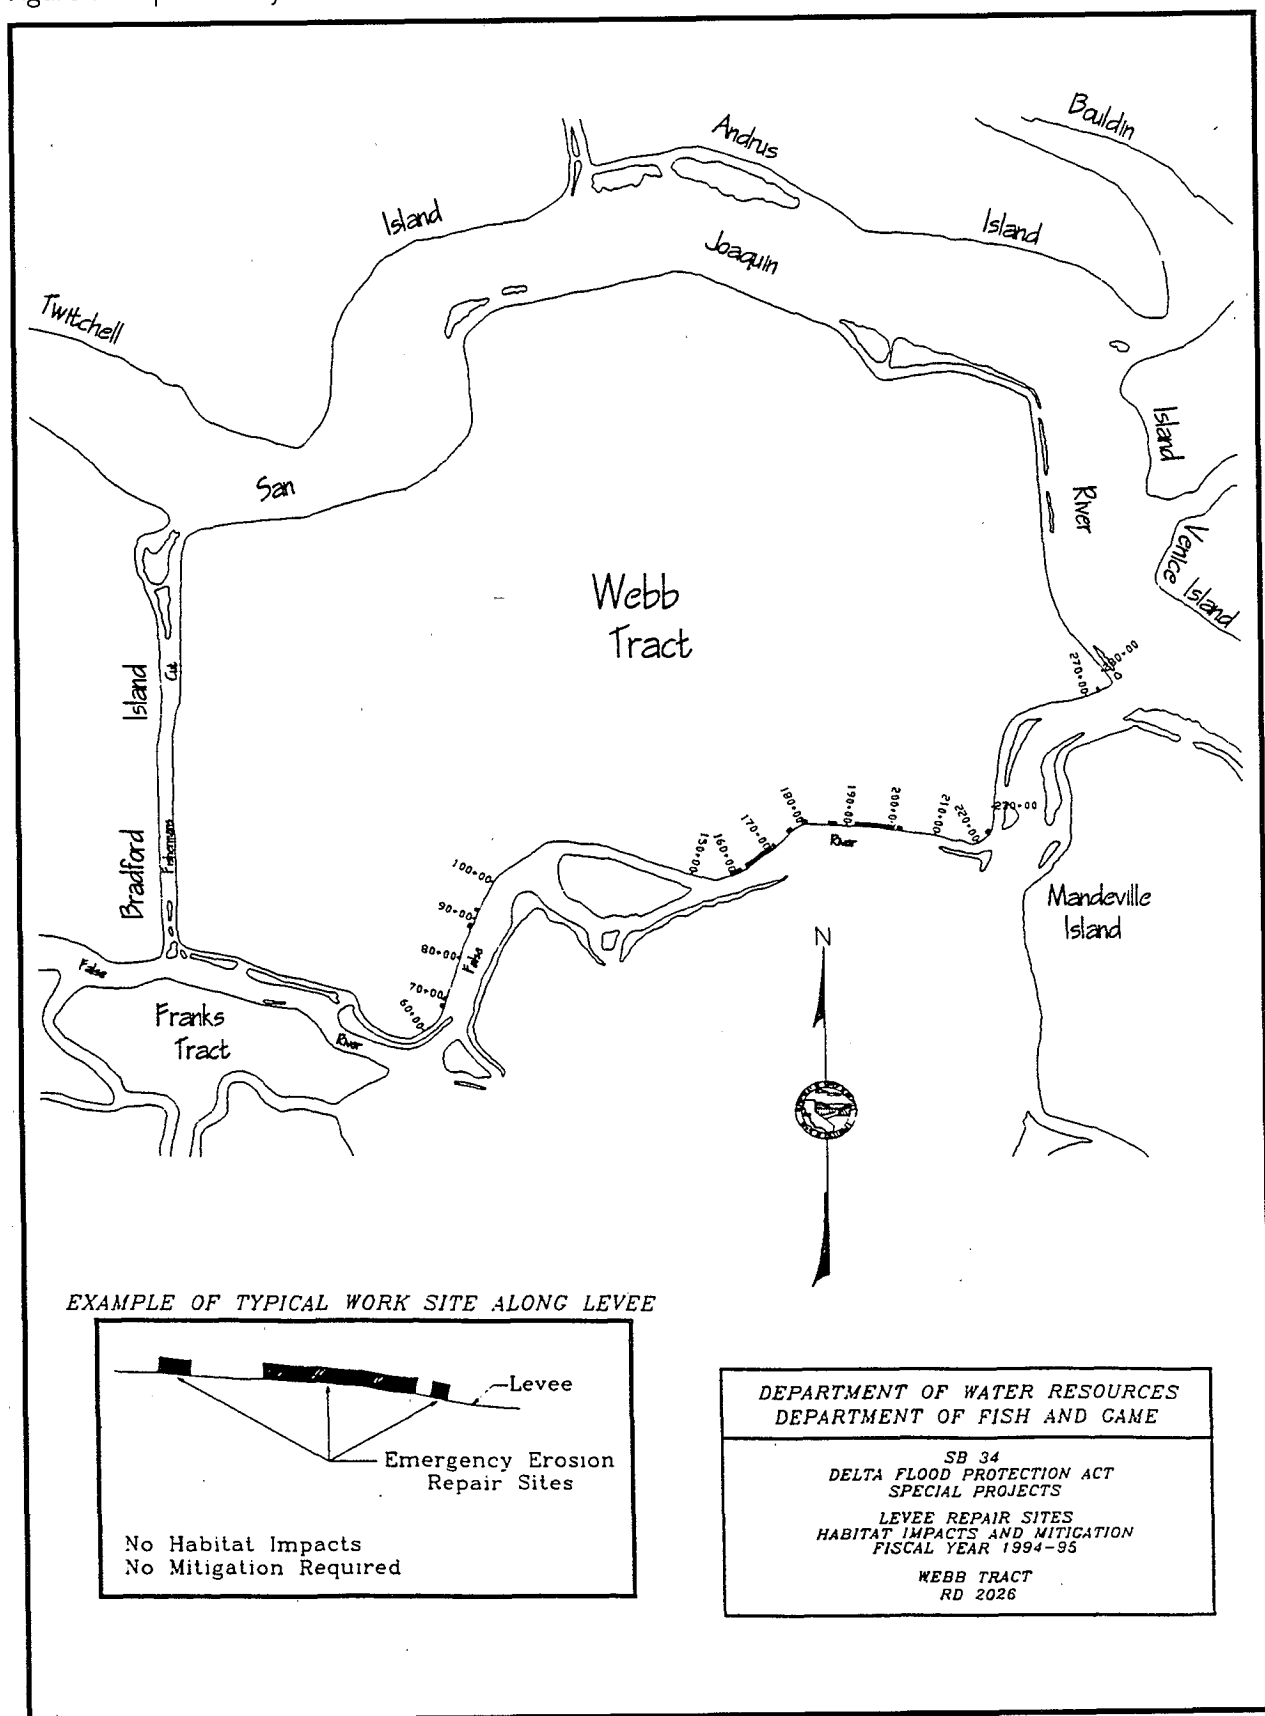 Bouldin
Andrus
Island
Island
Joaquin
Twitchell
Island
San
River
Venice Island
Webb
Tract
Island
Cut
270+00
280+00
Bradford
Fishermans
180+00
190+00
200+00
210+00
220+00
230+00
170+00
160+00
150+00
River
100+00
90+00
80+00
70+00
60+00
False
Mandeville
Island
N
False
Franks
Tract
River
EXAMPLE OF TYPICAL WORK SITE ALONG LEVEE
Levee
Emergency Erosion
Repair Sites
No Habitat Impacts
No Mitigation Required
DEPARTMENT OF WATER RESOURCES
DEPARTMENT OF FISH AND GAME
SB 34
DELTA FLOOD PROTECTION ACT
SPECIAL PROJECTS
LEVEE REPAIR SITES
HABITAT IMPACTS AND MITIGATION
FISCAL YEAR 1994-95
WEBB TRACT
RD 2026